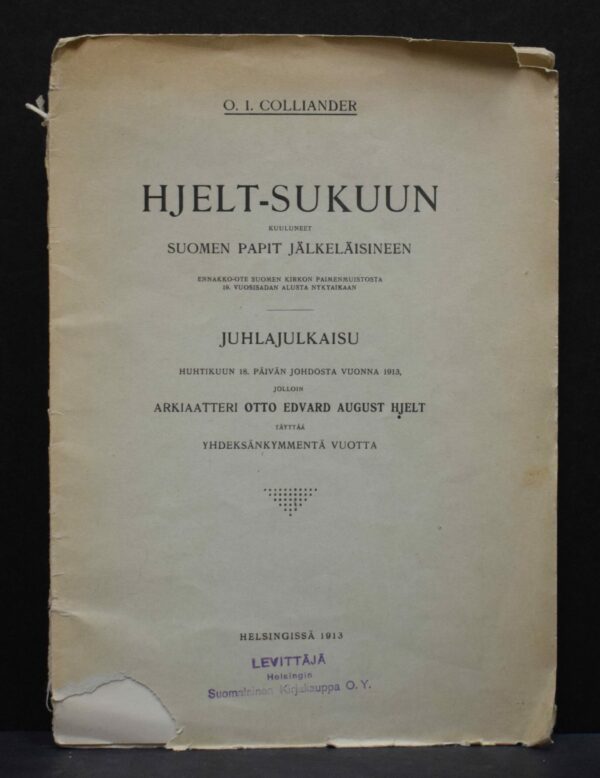 O. I. COLLIANDER
HJELT-SUKUUN
KUULUNEET
SUOMEN PAPIT JÄLKELÄISINEEN
ENNAKKO-OTE SUOMEN KIRKON PAIMENMUISTOSTA
19. VUOSISADAN ALUSTA NYKYAIKAAN
JUHLAJULKAISU
HUHTIKUUN 18. PÄIVÄN JOHDOSTA VUONNA 1913,
JOLLOIN
ARKIAATTERI OTTO EDVARD AUGUST HJELT
TÄYTTÄÄ
YHDEKSÄNKYMMENTÄ VUOTTA
HELSINGISSÄ 1913
LEVITTÄJÄ
Helsingin
Suomalainen Kirjakauppa O. Y.